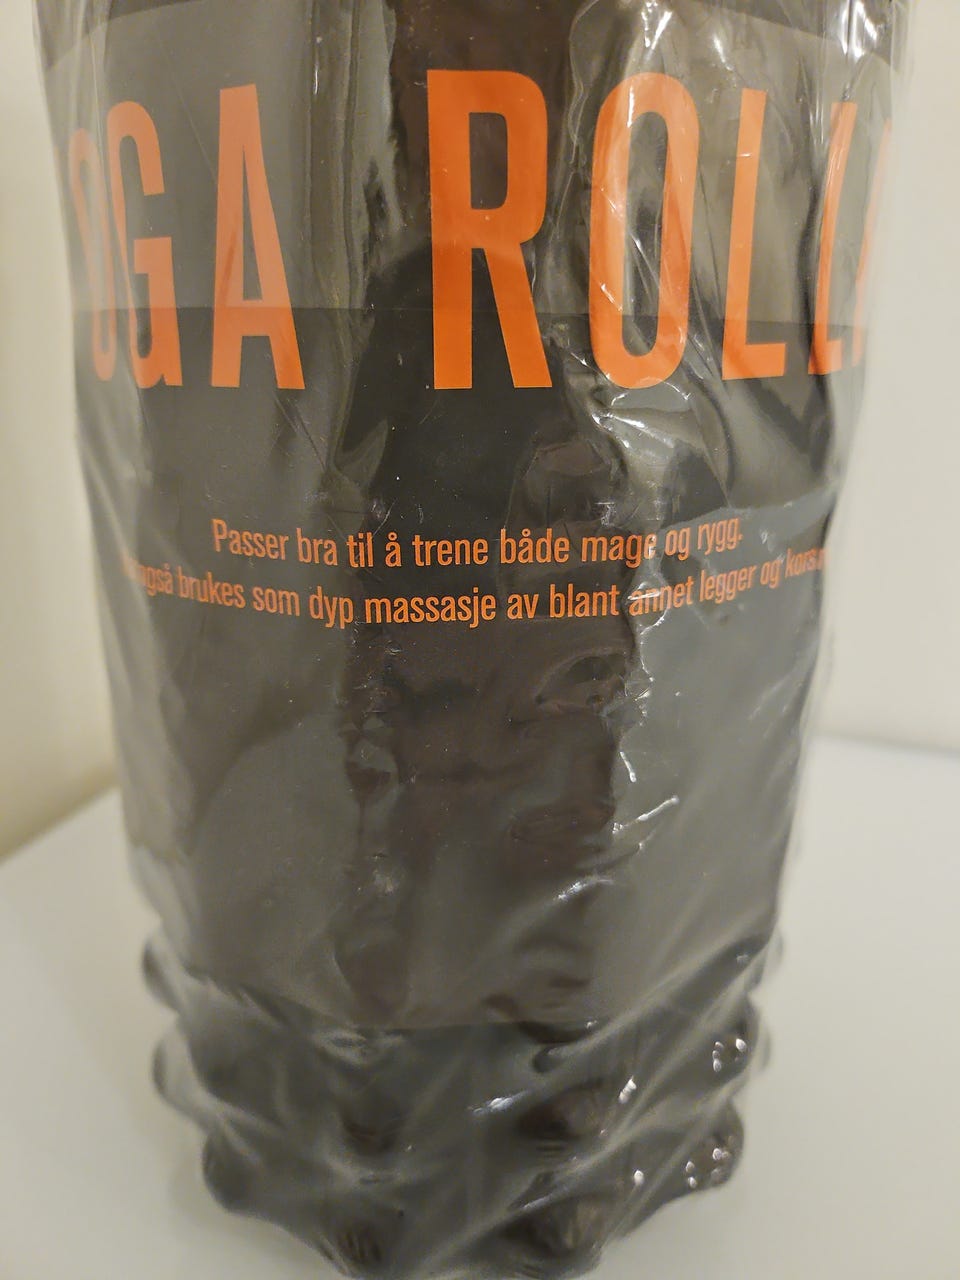 OGA ROLL
Passer bra til å trene både mage og rygg.
også brukes som dyp massasje av blant annet legger og